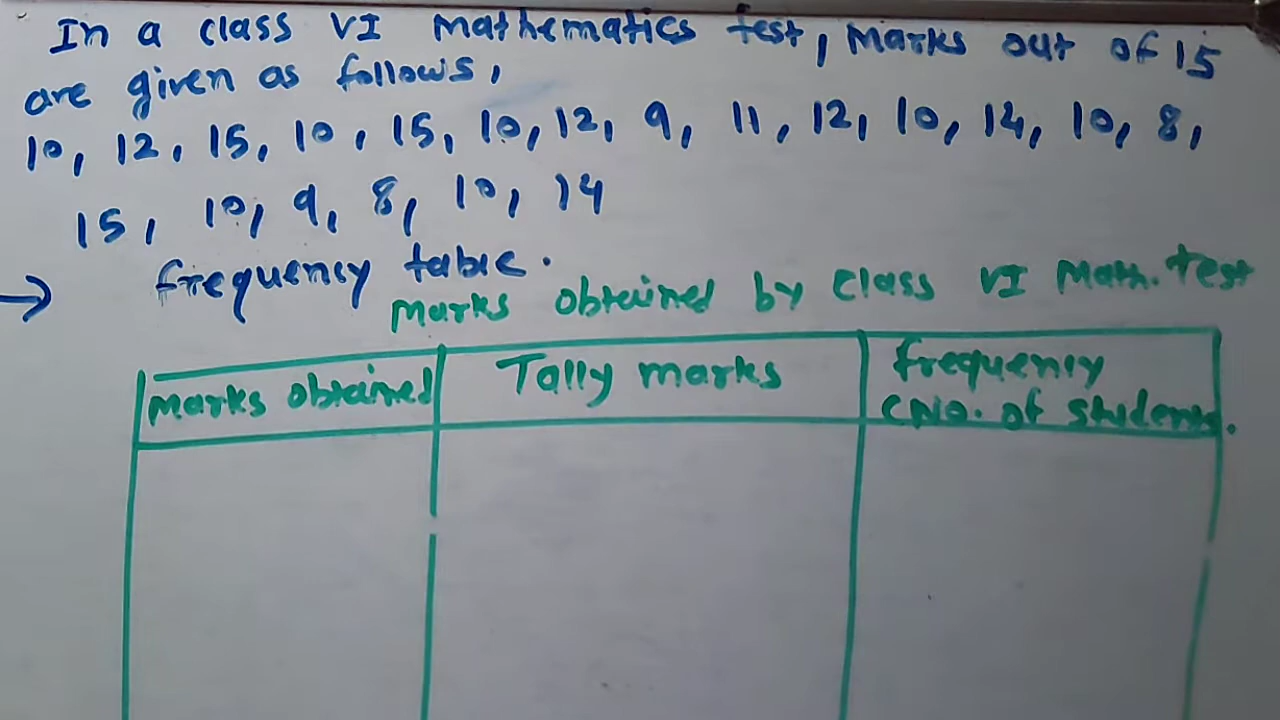 In a class VI Mathematics test, Marks out of 15
are given as follows,
10, 12, 15, 10, 15, 10, 12, 9, 11, 12, 10, 14, 10, 8,
15, 10, 9, 8, 10, 14
→ frequency table.
Marks obtained by class VI Math. Test
Marks obtained Tally marks frequency
(No. of students.